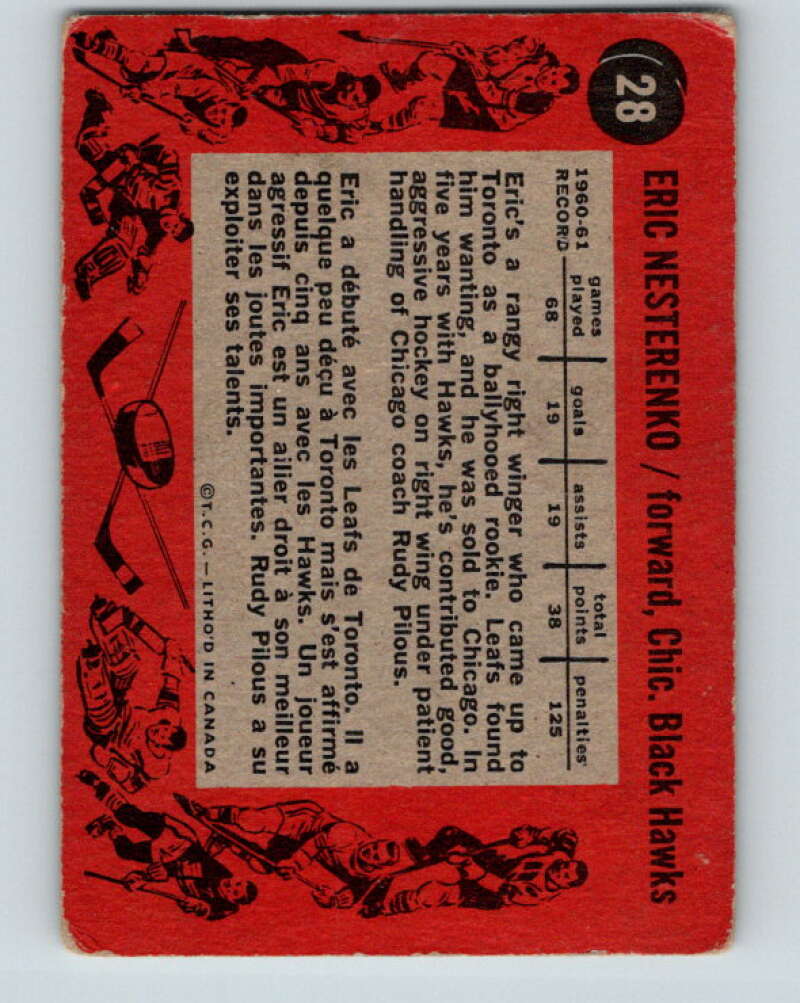 28
ERIC NESTERENKO / forward, Chic. Black Hawks
1960-61 RECORD
games played goals assists total points penalties
68 19 19 38 125
Eric's a rangy right winger who came up to
Toronto as a ballyhooed rookie. Leafs found
him wanting, and he was sold to Chicago. In
five years with Hawks, he's contributed good,
aggressive hockey on right wing under patient
handling of Chicago coach Rudy Pilous.
Eric a débuté avec les Leafs de Toronto. Il a
quelque peu déçu à Toronto mais s'est affirmé
depuis cinq ans avec les Hawks. Un joueur
agressif Eric est un ailier droit à son meilleur
dans les joutes importantes. Rudy Pilous a su
exploiter ses talents.
©T.C.G. — LITHO'D IN CANADA